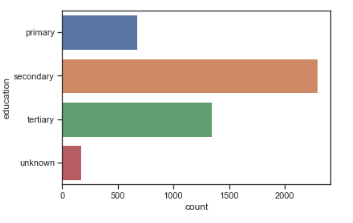 primary
secondary
tertiary
unknown
education
0 500 1000 1500 2000
count